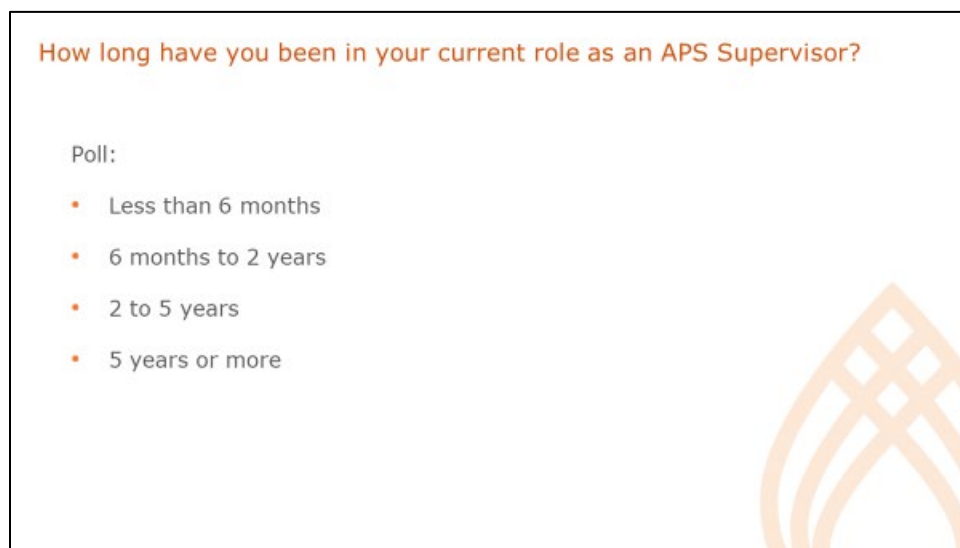 How long have you been in your current role as an APS Supervisor?
Poll:
• Less than 6 months
• 6 months to 2 years
• 2 to 5 years
• 5 years or more